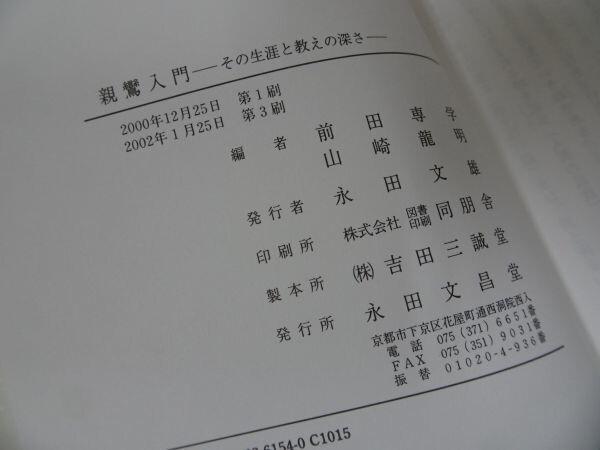 親鸞入門―その生涯と教えの深さ―
2000年12月25日 第1刷
2002年1月25日 第3刷
編者 前田専学
山崎龍明
発行者 永田文雄
印刷所 株式会社 図書印刷 同朋舎
製本所 ㈱吉田三誠堂
発行所 永田文昌堂
京都市下京区花屋町通西洞院西入
電話 075(371)6651番
FAX 075(351)9031番
振替 01020-4-936番
6154-0 C1015